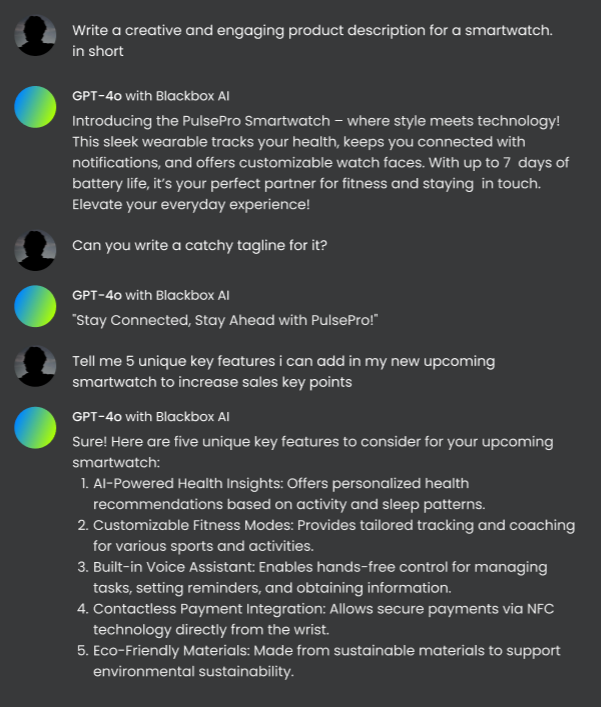 Write a creative and engaging product description for a smartwatch.
in short
GPT-4o with Blackbox AI
Introducing the PulsePro Smartwatch – where style meets technology!
This sleek wearable tracks your health, keeps you connected with
notifications, and offers customizable watch faces. With up to 7 days of
battery life, it's your perfect partner for fitness and staying in touch.
Elevate your everyday experience!
Can you write a catchy tagline for it?
GPT-4o with Blackbox AI
"Stay Connected, Stay Ahead with PulsePro!"
Tell me 5 unique key features i can add in my new upcoming
smartwatch to increase sales key points
GPT-4o with Blackbox AI
Sure! Here are five unique key features to consider for your upcoming
smartwatch:
1. AI-Powered Health Insights: Offers personalized health
recommendations based on activity and sleep patterns.
2. Customizable Fitness Modes: Provides tailored tracking and coaching
for various sports and activities.
3. Built-in Voice Assistant: Enables hands-free control for managing
tasks, setting reminders, and obtaining information.
4. Contactless Payment Integration: Allows secure payments via NFC
technology directly from the wrist.
5. Eco-Friendly Materials: Made from sustainable materials to support
environmental sustainability.